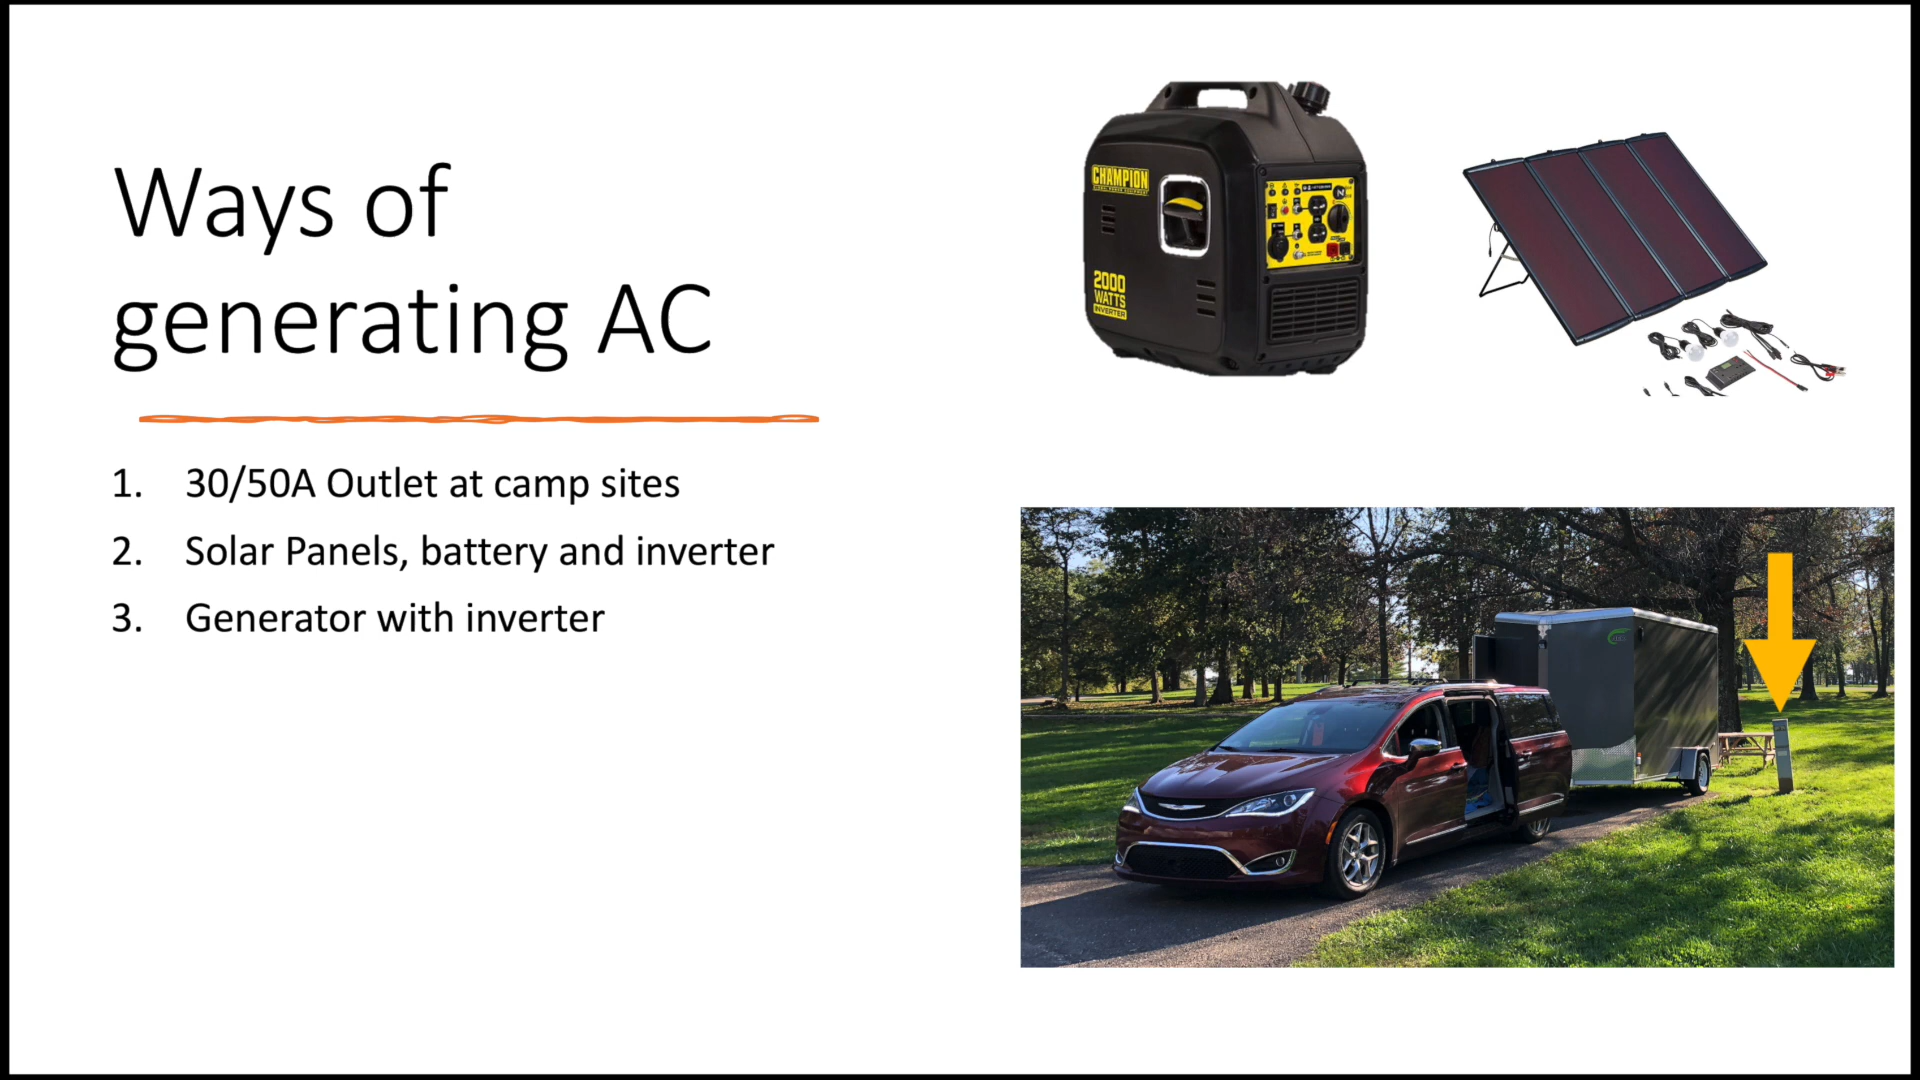 Ways of
generating AC
1. 30/50A Outlet at camp sites
2. Solar Panels, battery and inverter
3. Generator with inverter
CHAMPION
2000
WATTS
INVERTER